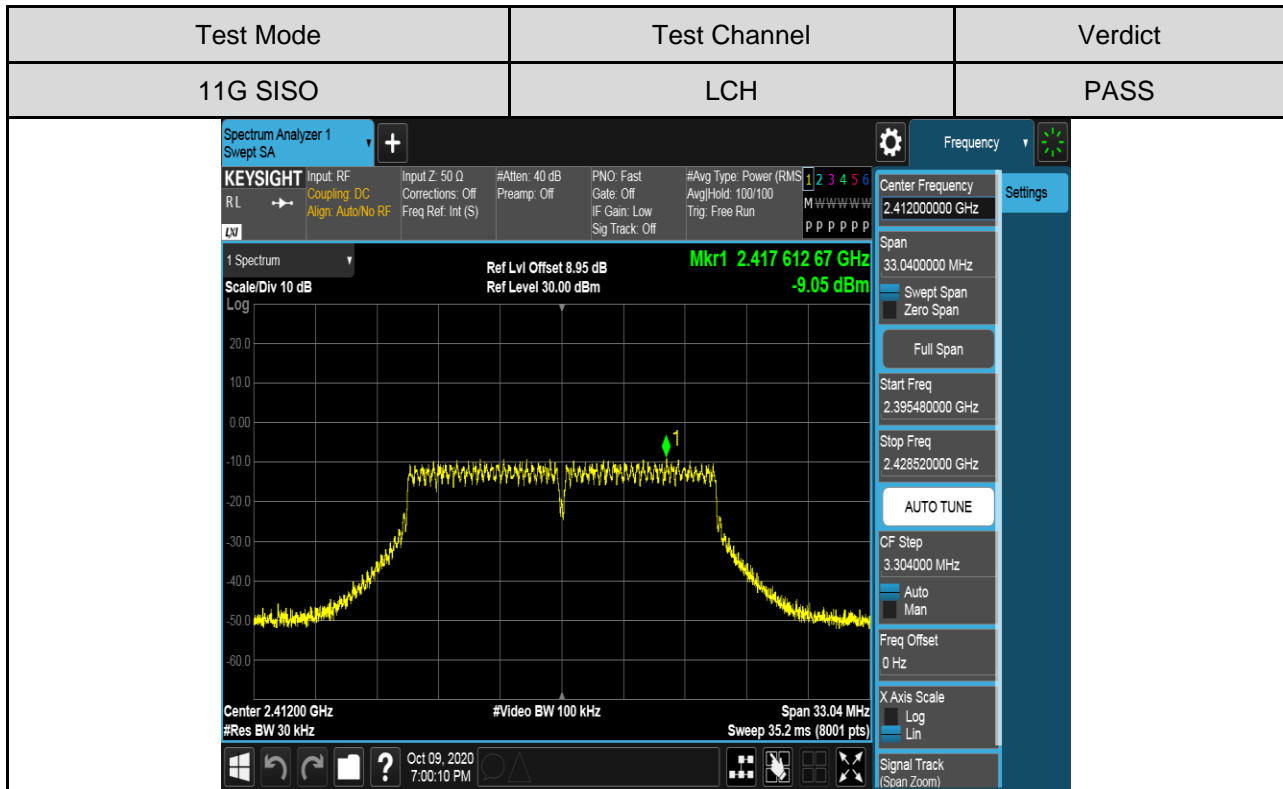 Test Mode Test Channel Verdict
11G SISO LCH PASS
Spectrum Analyzer 1
Swept SA
+
Frequency
KEYSIGHT
RL
LXI
Input: RF
Coupling: DC
Align: Auto/No RF
Input Z: 50 Ω
Corrections: Off
Freq Ref: Int (S)
#Atten: 40 dB
Preamp: Off
PNO: Fast
Gate: Off
IF Gain: Low
Sig Track: Off
#Avg Type: Power (RMS
Avg|Hold: 100/100
Trig: Free Run
1 2 3 4 5 6
M W W W W W
P P P P P P
1 Spectrum
Scale/Div 10 dB
Log
Ref Lvl Offset 8.95 dB
Ref Level 30.00 dBm
Mkr1 2.417 612 67 GHz
-9.05 dBm
20.0
10.0
0.00
-10.0
-20.0
-30.0
-40.0
-50.0
-60.0
1
Center 2.41200 GHz
#Res BW 30 kHz
#Video BW 100 kHz
Span 33.04 MHz
Sweep 35.2 ms (8001 pts)
Center Frequency
2.412000000 GHz
Settings
Span
33.0400000 MHz
Swept Span
Zero Span
Full Span
Start Freq
2.395480000 GHz
Stop Freq
2.428520000 GHz
AUTO TUNE
CF Step
3.304000 MHz
Auto
Man
Freq Offset
0 Hz
X Axis Scale
Log
Lin
Signal Track
(Span Zoom)
?
Oct 09, 2020
7:00:10 PM